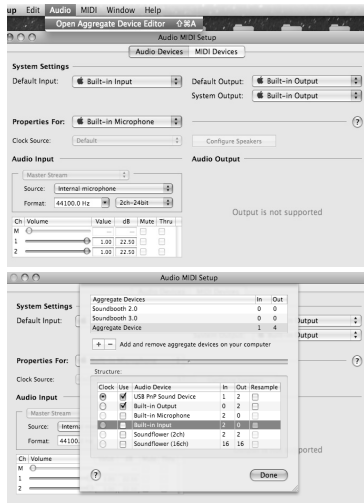 up Edit Audio MIDI Window Help
Open Aggregate Device Editor ⇧⌘A
Audio MIDI Setup
Audio Devices MIDI Devices
System Settings
Default Input: Built-in Input Default Output: Built-in Output
System Output: Built-in Output
Properties For: Built-in Microphone ?
Clock Source: Default Configure Speakers
Audio Input Audio Output
Master Stream
Source: Internal microphone
Format: 44100.0 Hz 2ch-24bit
Output is not supported
Ch Volume Value dB Mute Thru
M
1 1.00 22.50
2 1.00 22.50
Audio MIDI Setup
System Settings
Default Input:
Output
Output
Properties For:
?
Clock Source:
Audio Input
Master Stream
Source: Interna
Format: 44100.
ported
Ch Volume
M
1
2
Aggregate Devices In Out
Soundbooth 2.0 0 0
Soundbooth 3.0 0 0
Aggregate Device 1 4
+ − Add and remove aggregate devices on your computer
Structure:
Clock Use Audio Device In Out Resample
USB PnP Sound Device 1 2
Built-in Output 0 2
Built-in Microphone 2 0
Built-in Input 2 0
Soundflower (2ch) 2 2
Soundflower (16ch) 16 16
? Done